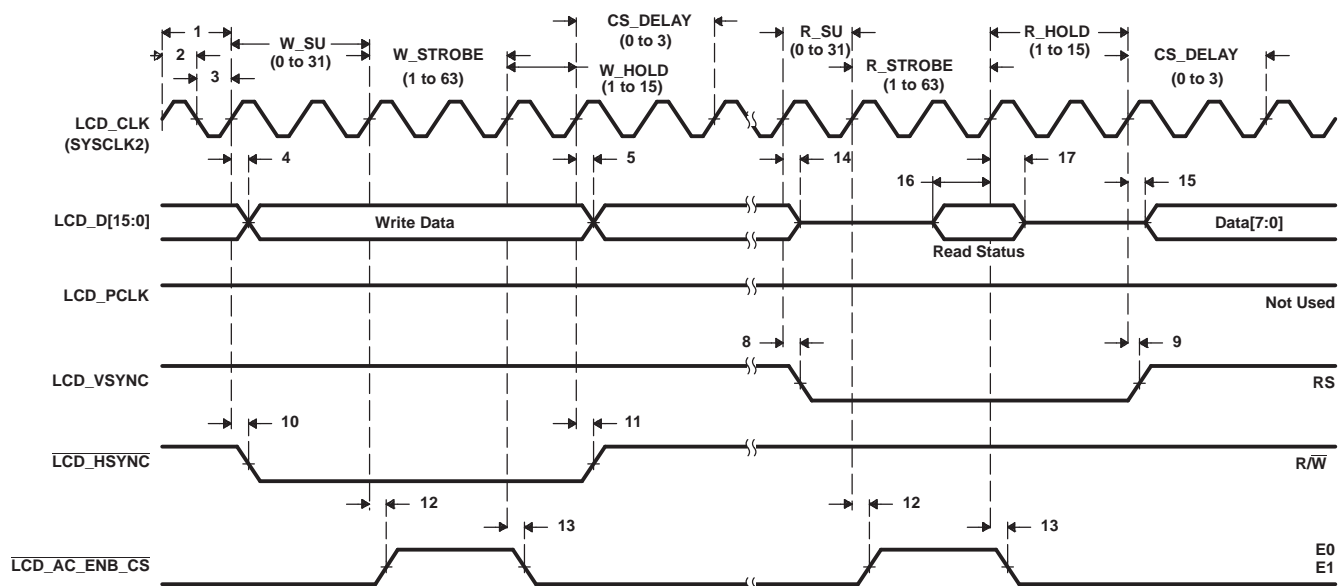 1
2
3
W_SU
(0 to 31)
W_STROBE
(1 to 63)
CS_DELAY
(0 to 3)
W_HOLD
(1 to 15)
R_SU
(0 to 31)
R_STROBE
(1 to 63)
R_HOLD
(1 to 15)
CS_DELAY
(0 to 3)
LCD_CLK
(SYSCLK2)
4
5
14
16
17
15
LCD_D[15:0]
Write Data
Read Status
Data[7:0]
LCD_PCLK
Not Used
8
9
LCD_VSYNC
RS
10
11
LCD_HSYNC
R/W
12
13
12
13
LCD_AC_ENB_CS
E0
E1